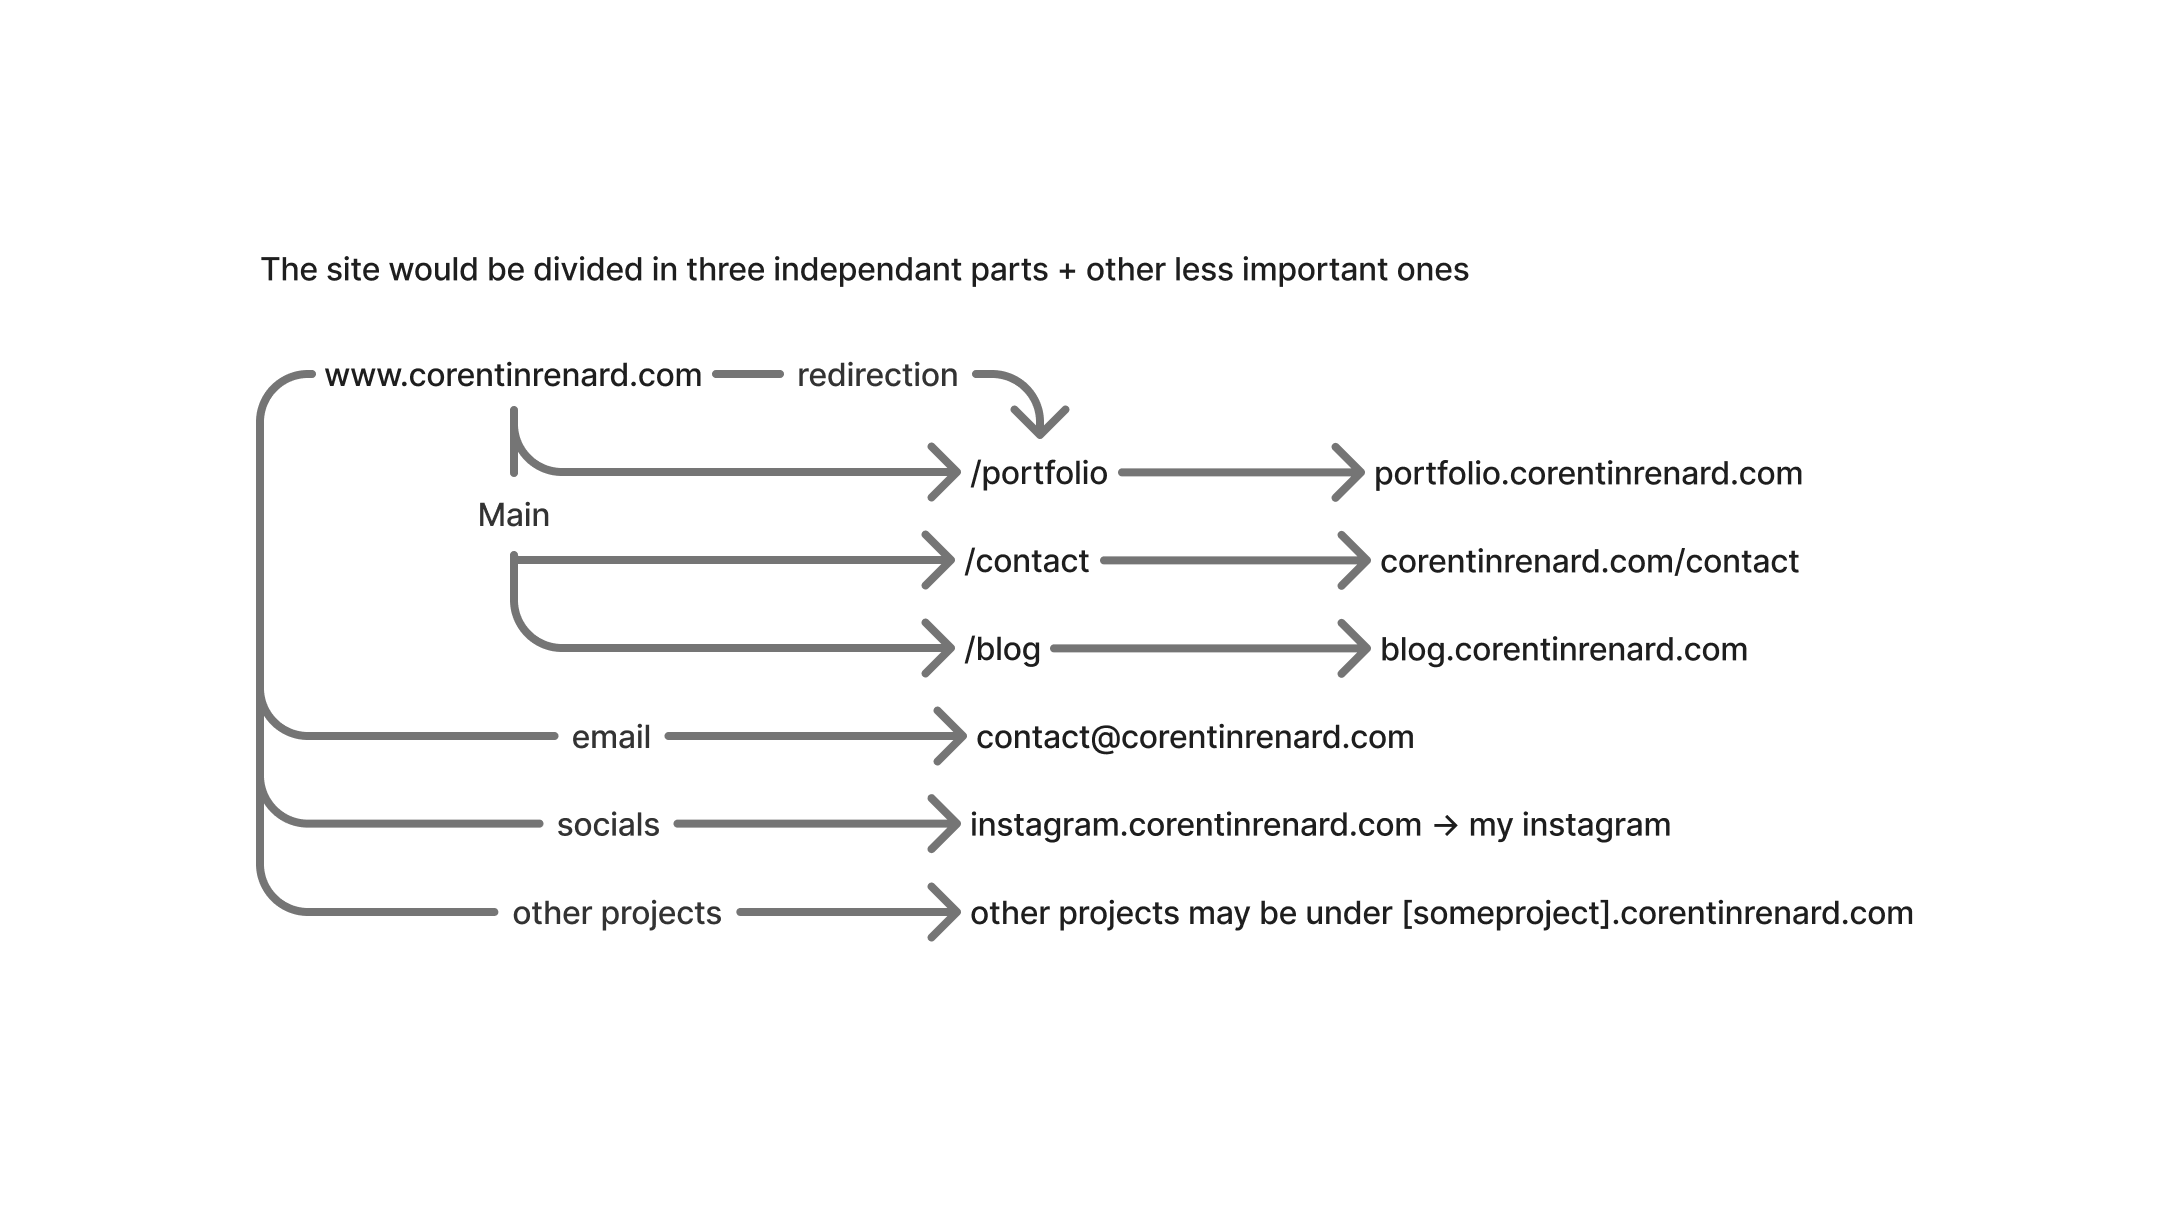 The site would be divided in three independant parts + other less important ones
www.corentinrenard.com redirection
/portfolio portfolio.corentinrenard.com
Main
/contact corentinrenard.com/contact
/blog blog.corentinrenard.com
email contact@corentinrenard.com
socials instagram.corentinrenard.com → my instagram
other projects other projects may be under [someproject].corentinrenard.com